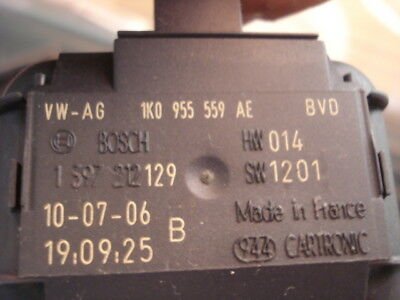 VW-AG 1K0 955 559 AE BVD
BOSCH HW 014
1 397 212 129 SW 1201
10-07-06 B Made in France
19:09:25 CARTRONIC